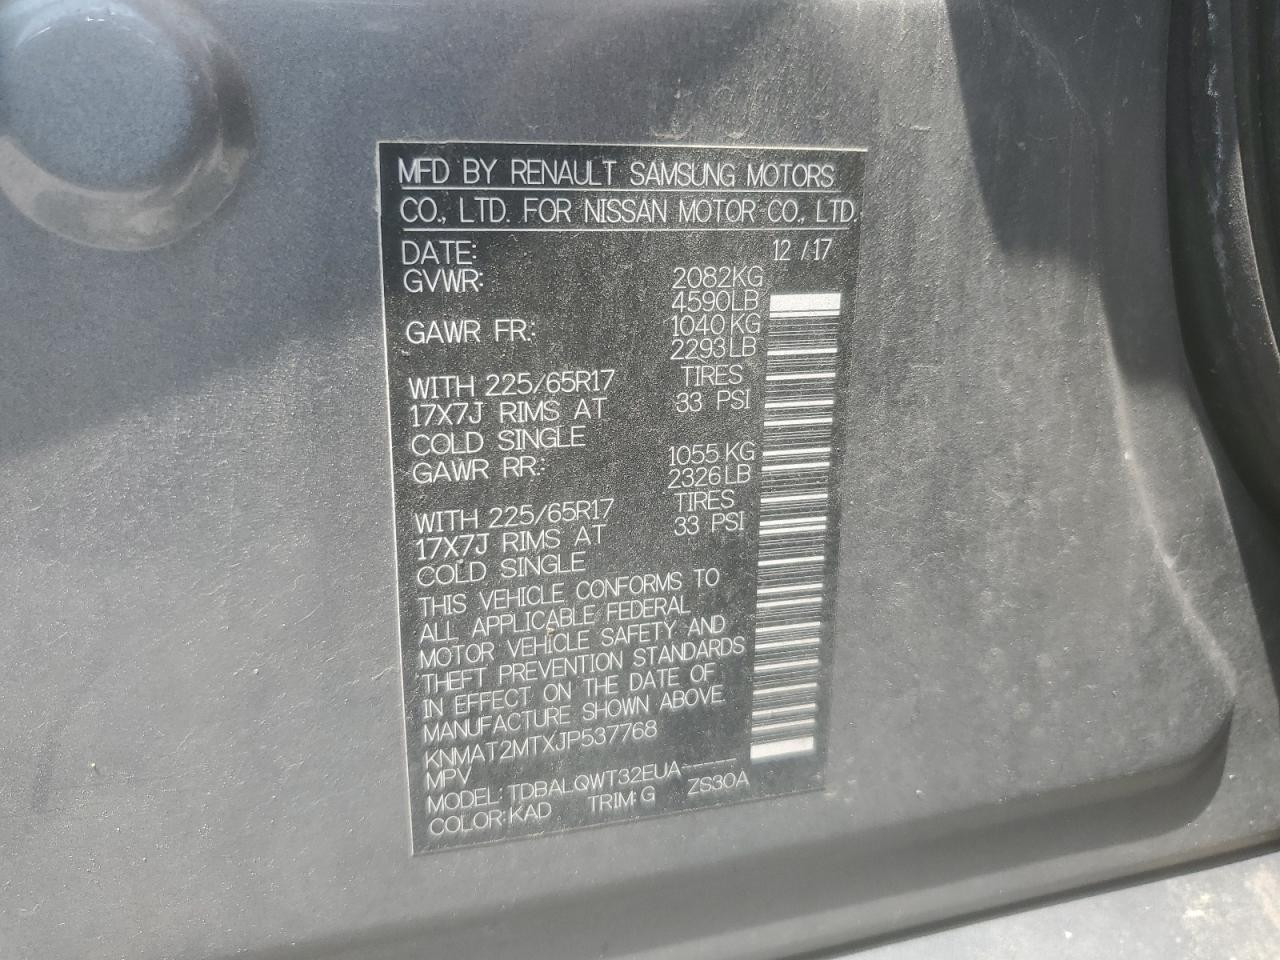 MFD BY RENAULT SAMSUNG MOTORS
CO., LTD. FOR NISSAN MOTOR CO., LTD.
DATE: 12 / 17
GVWR: 2082KG
4590LB
GAWR FR: 1040KG
2293LB
WITH 225/65R17 TIRES
17X7J RIMS AT 33 PSI
COLD SINGLE
GAWR RR: 1055KG
2326LB
WITH 225/65R17 TIRES
17X7J RIMS AT 33 PSI
COLD SINGLE
THIS VEHICLE CONFORMS TO
ALL APPLICABLE FEDERAL
MOTOR VEHICLE SAFETY AND
THEFT PREVENTION STANDARDS
IN EFFECT ON THE DATE OF
MANUFACTURE SHOWN ABOVE
KNMAT2MTXJP537768
MPV
MODEL: TDBALQWT32EUA------
COLOR: KAD TRIM: G ZS30A